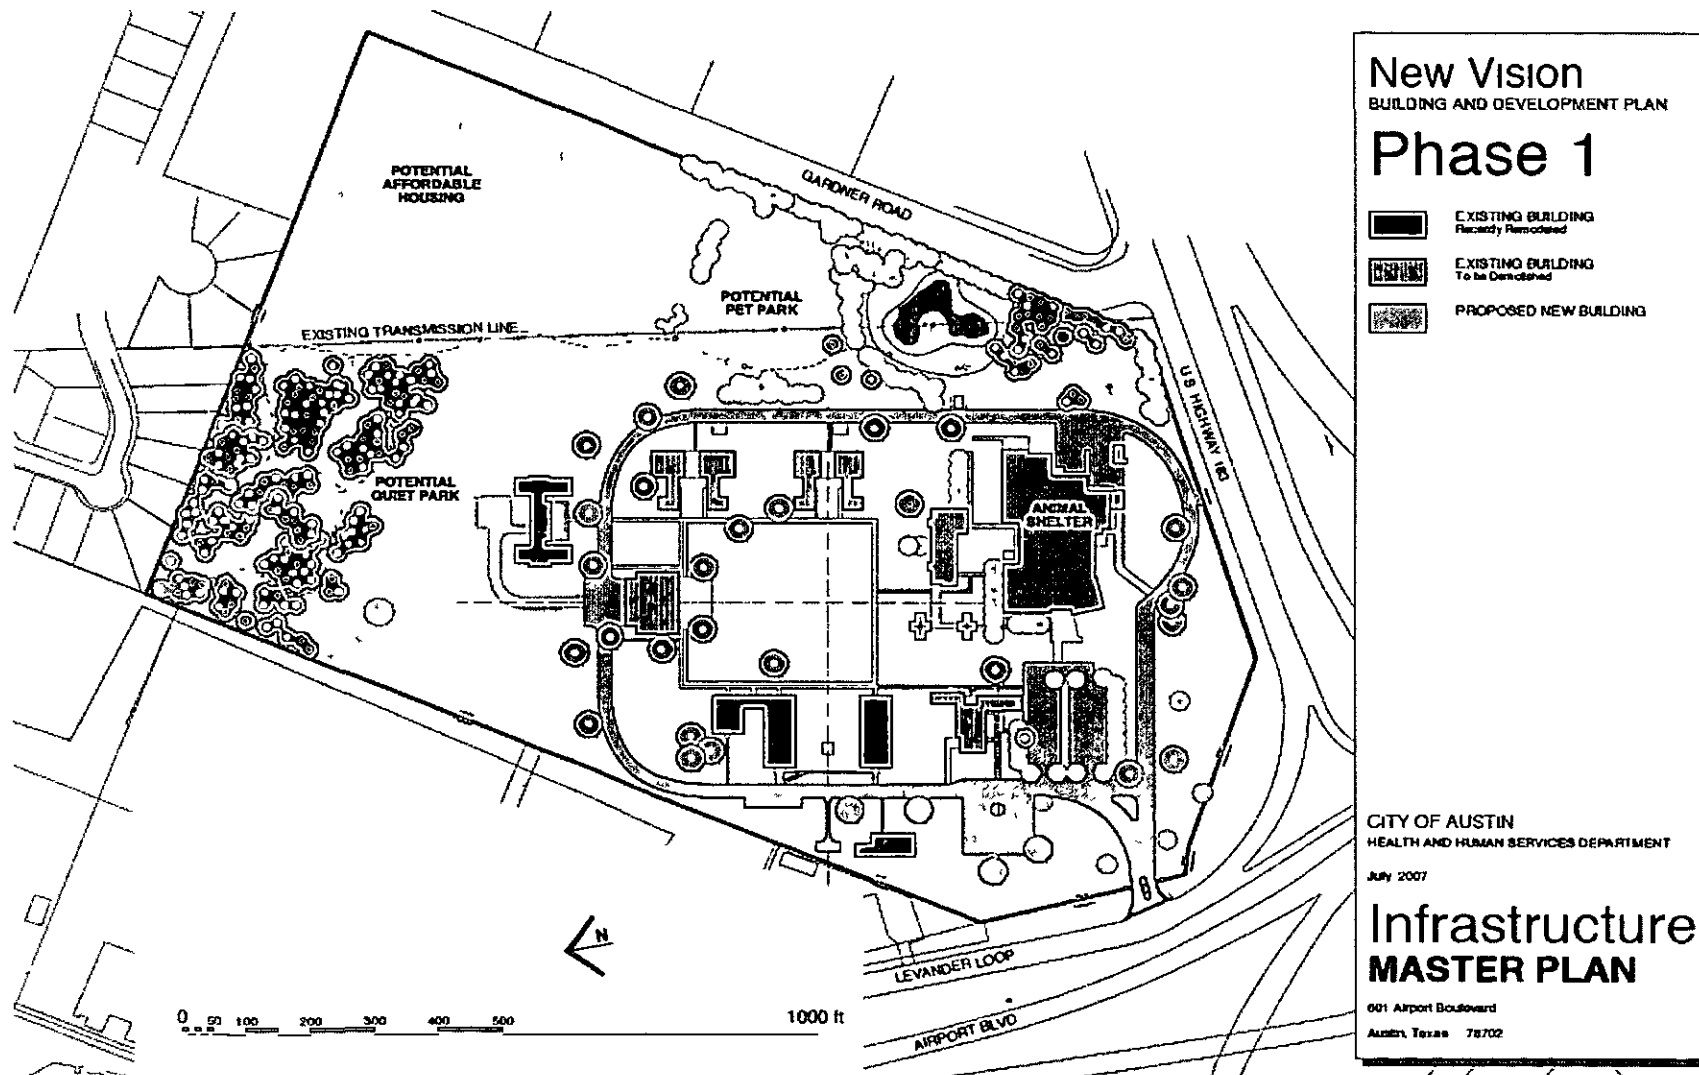 New Vision
BUILDING AND DEVELOPMENT PLAN
Phase 1
EXISTING BUILDING
Recently Remodeled
EXISTING BUILDING
To be Demolished
PROPOSED NEW BUILDING
CITY OF AUSTIN
HEALTH AND HUMAN SERVICES DEPARTMENT
July 2007
Infrastructure
MASTER PLAN
601 Airport Boulevard
Austin, Texas 78702
POTENTIAL
AFFORDABLE
HOUSING
GARDNER ROAD
POTENTIAL
PET PARK
EXISTING TRANSMISSION LINE
US HIGHWAY 183
POTENTIAL
QUIET PARK
ANIMAL
SHELTER
N
LEVANDER LOOP
AIRPORT BLVD
0 50 100 200 300 400 500 1000 ft